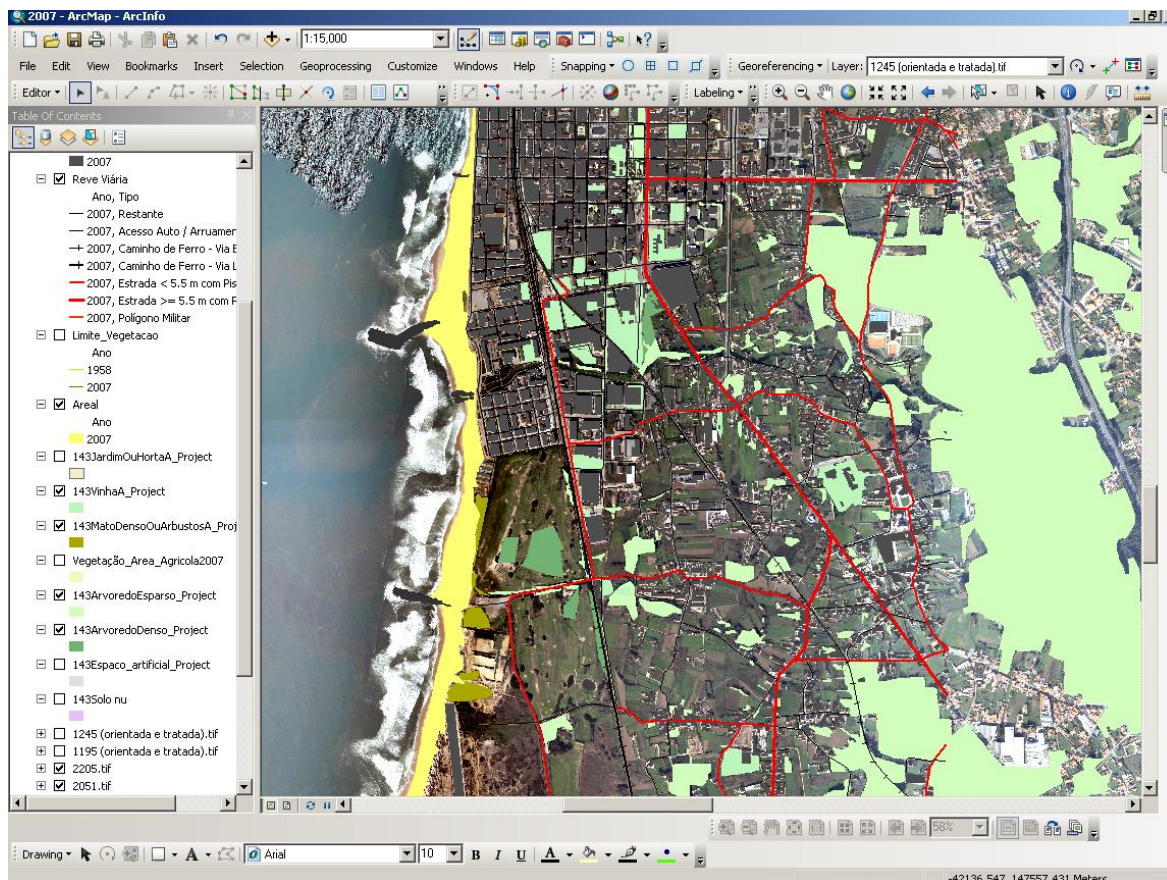 2007 - ArcMap - ArcInfo
1:15,000
File Edit View Bookmarks Insert Selection Geoprocessing Customize Windows Help Snapping Georeferencing Layer: 1245 (orientada e tratada).tif
Editor Labeling
Table Of Contents
2007
Reve Viária
Ano, Tipo
2007, Restante
2007, Acesso Auto / Arruamer
2007, Caminho de Ferro - Via E
2007, Caminho de Ferro - Via L
2007, Estrada < 5.5 m com Pis
2007, Estrada >= 5.5 m com P
2007, Polígono Militar
Limite_Vegetacao
Ano
1958
2007
Areal
Ano
2007
143JardimOuHortaA_Project
143VinhaA_Project
143MatoDensoOuArbustosA_Proj
Vegetação_Area_Agricola2007
143ArvoredoEsparso_Project
143ArvoredoDenso_Project
143Espaco_artificial_Project
143Solo nu
1245 (orientada e tratada).tif
1195 (orientada e tratada).tif
2205.tif
2051.tif
58%
Drawing A Arial 10 B I U A
-42136,547 147557,431 Meters